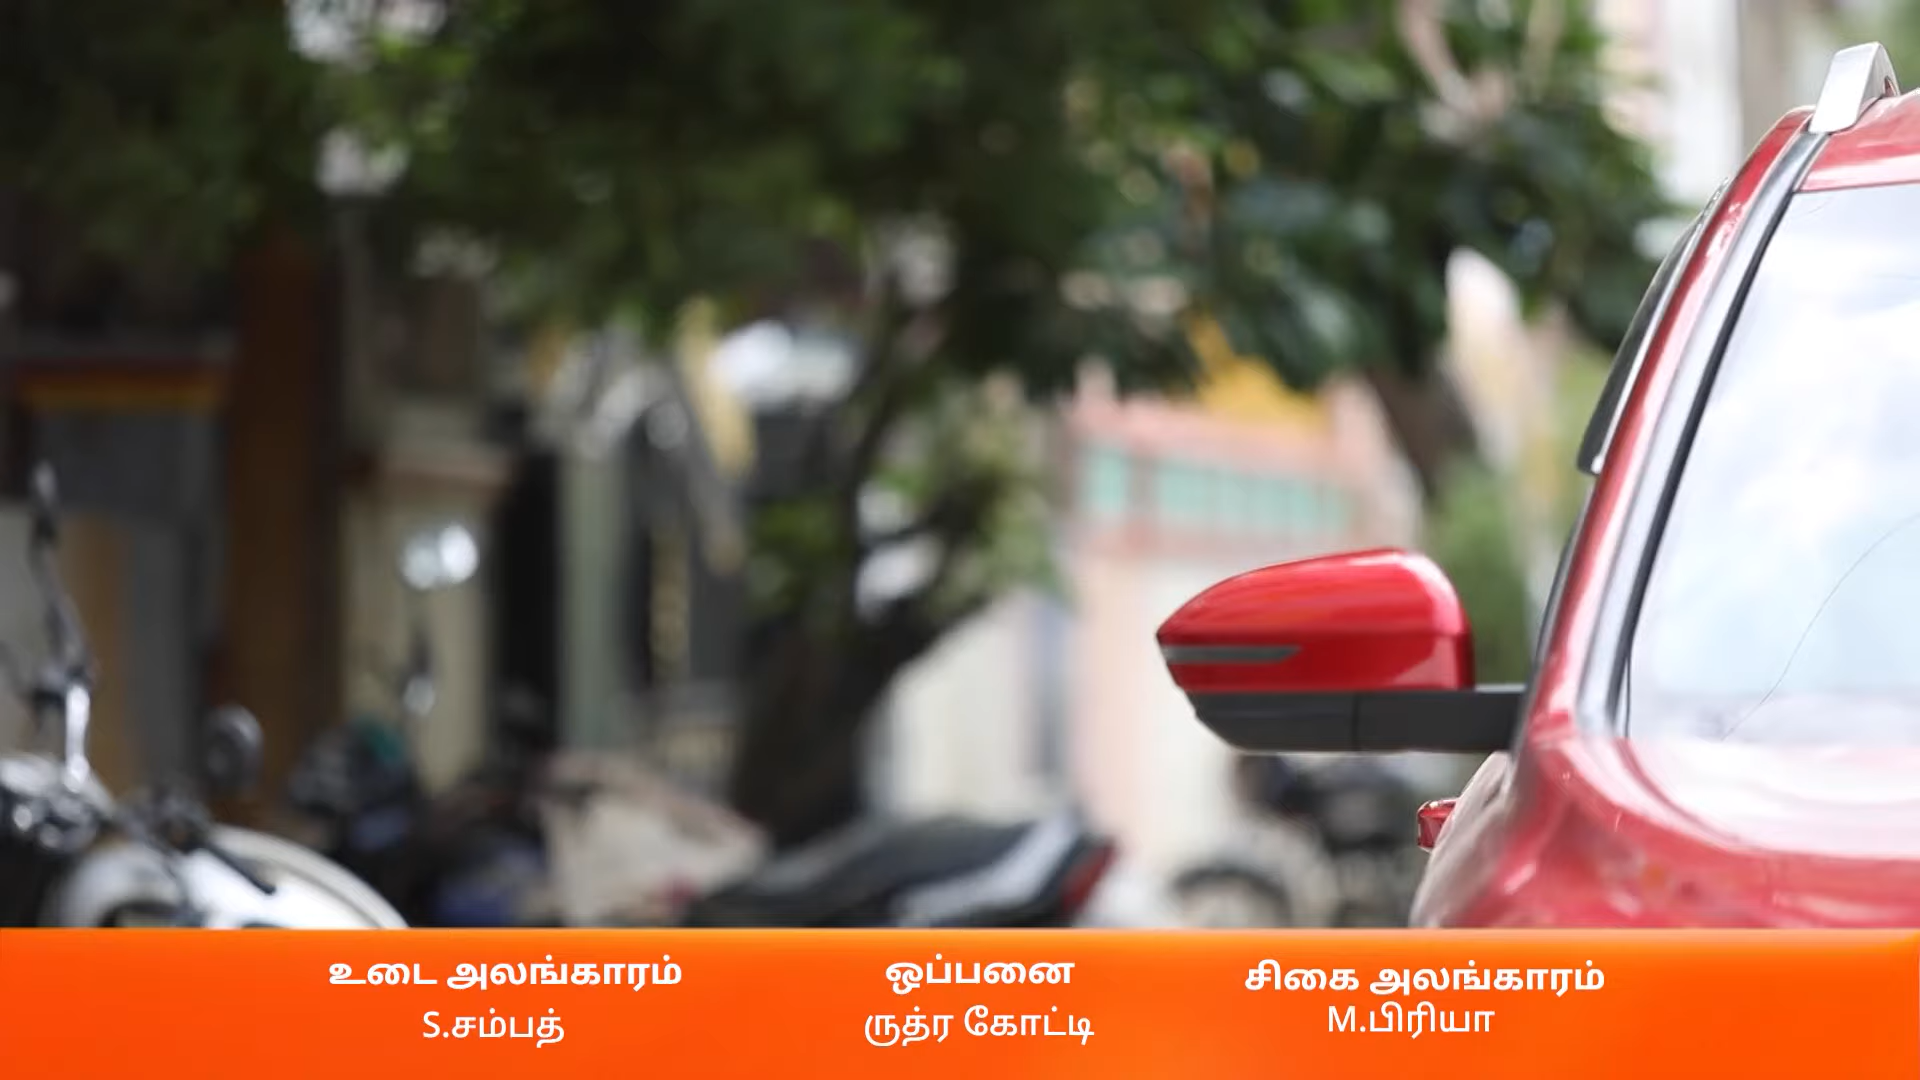 உடை அலங்காரம்
S.சம்பத்
ஒப்பனை
ருத்ர கோட்டி
சிகை அலங்காரம்
M.பிரியா